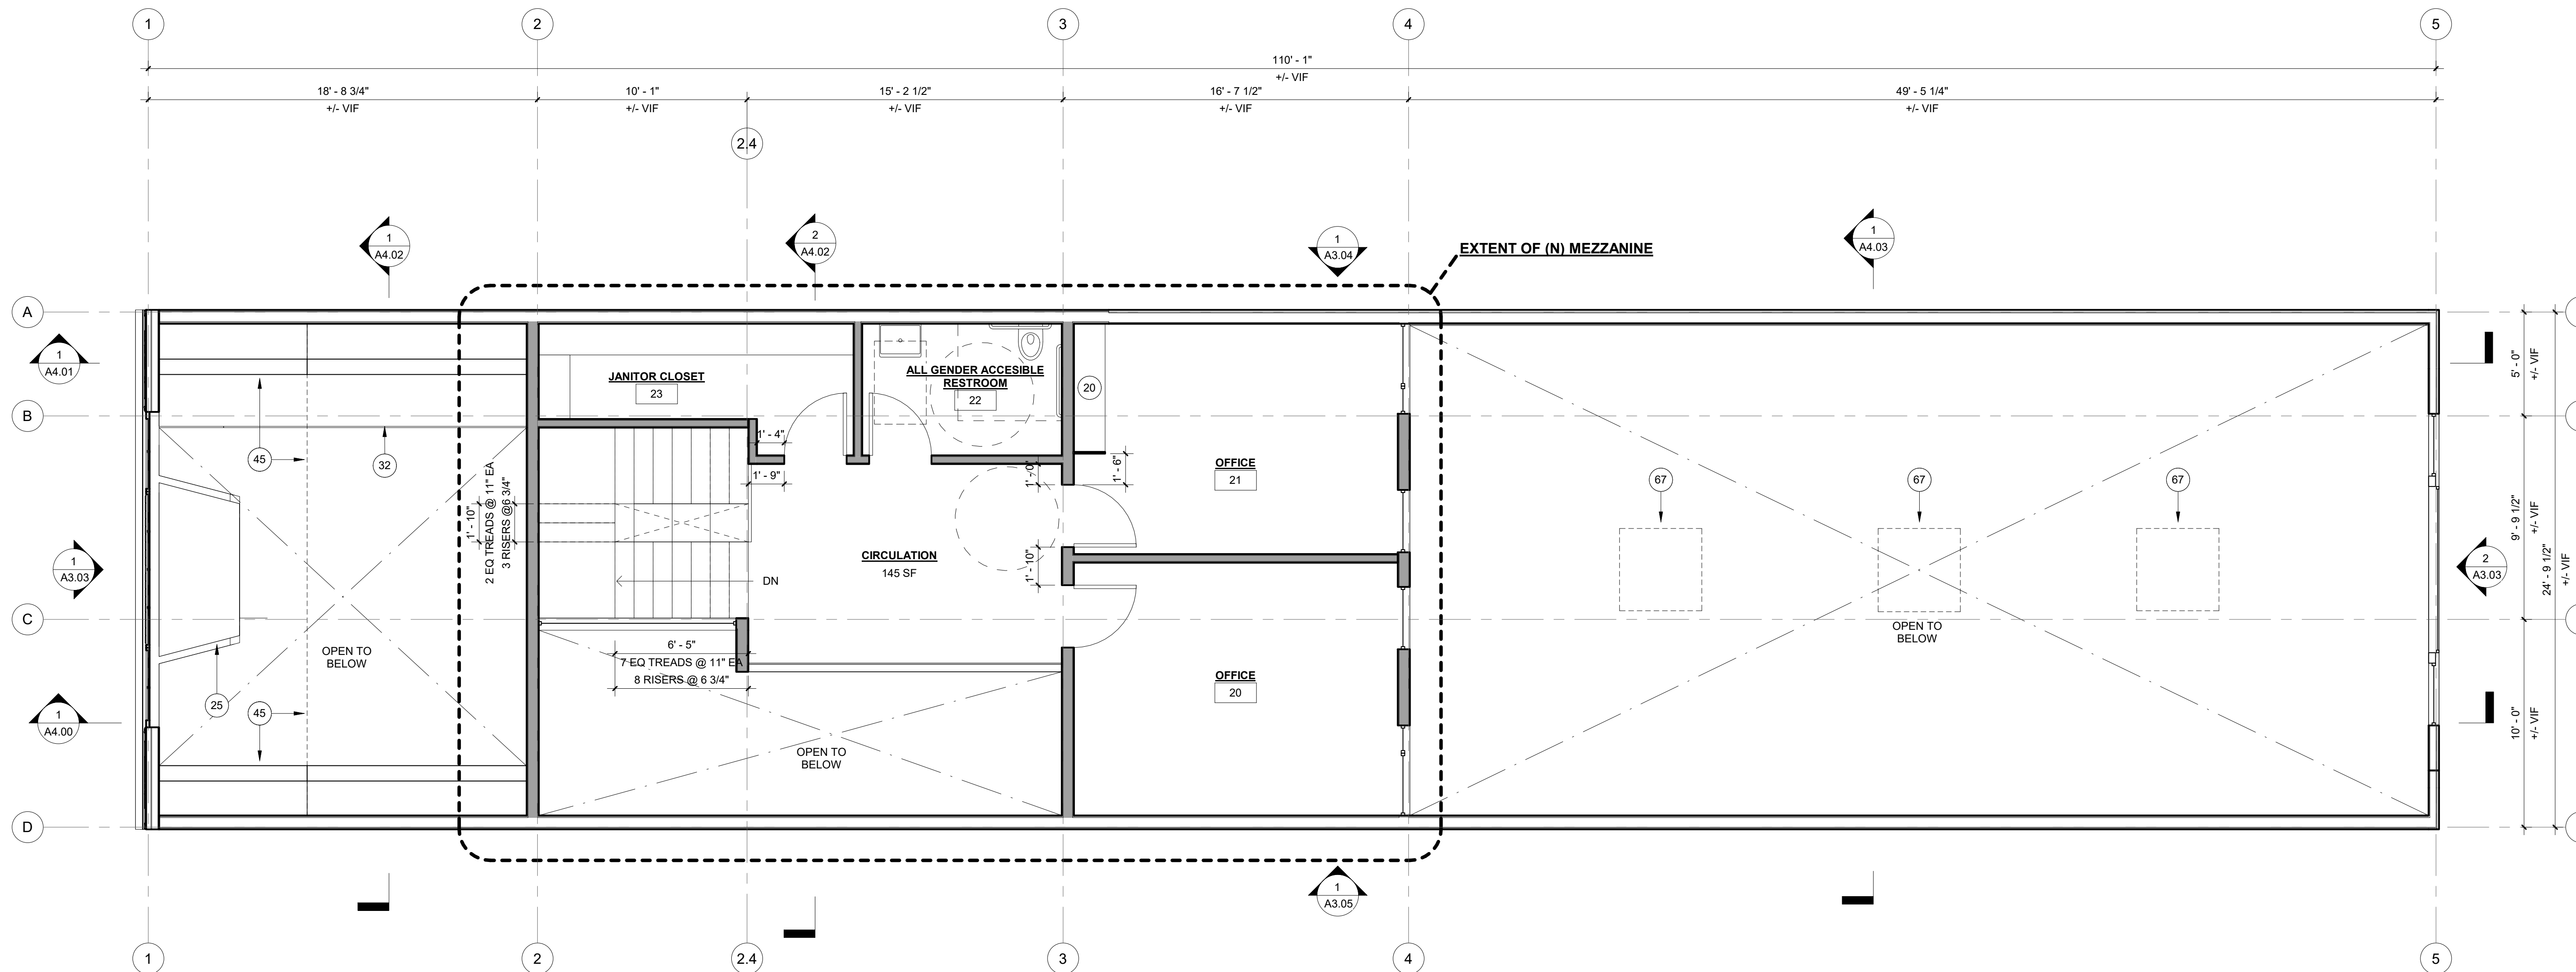 1
2
3
4
5
110' - 1"
+/- VIF
18' - 8 3/4"
10' - 1"
15' - 2 1/2"
16' - 7 1/2"
49' - 5 1/4"
+/- VIF
+/- VIF
+/- VIF
+/- VIF
+/- VIF
2.4
1
A4.02
2
A4.02
1
A3.04
1
A4.03
EXTENT OF (N) MEZZANINE
A
1
A4.01
B
1
A3.03
C
1
A4.00
D
45
32
25
45
OPEN TO
BELOW
JANITOR CLOSET
23
ALL GENDER ACCESIBLE
RESTROOM
22
20
1' - 4"
1' - 9"
1' - 0"
1' - 6"
1' - 10"
2 EQ TREADS @ 11" EA
3 RISERS @6 3/4"
1' - 10"
CIRCULATION
145 SF
DN
6' - 5"
7 EQ TREADS @ 11" EA
8 RISERS @ 6 3/4"
OPEN TO
BELOW
OFFICE
21
OFFICE
20
67
67
67
OPEN TO
BELOW
5' - 0"
+/- VIF
9' - 9 1/2"
+/- VIF
24' - 9 1/2"
+/- VIF
10' - 0"
+/- VIF
2
A3.03
1
A3.05
1
2
2.4
3
4
5